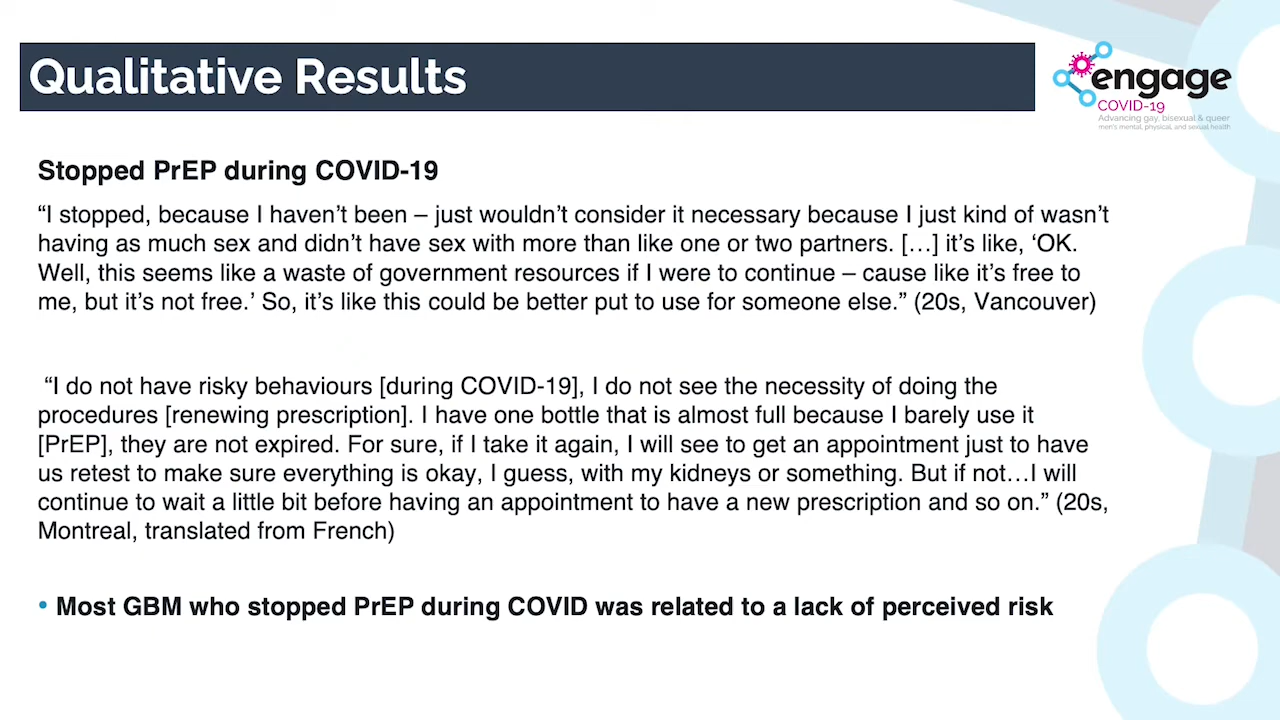 Qualitative Results
engage
COVID-19
Advancing gay, bisexual & queer
men's mental, physical, and sexual health
Stopped PrEP during COVID-19
“I stopped, because I haven’t been – just wouldn’t consider it necessary because I just kind of wasn’t
having as much sex and didn’t have sex with more than like one or two partners. […] it’s like, ‘OK.
Well, this seems like a waste of government resources if I were to continue – cause like it’s free to
me, but it’s not free.’ So, it’s like this could be better put to use for someone else.” (20s, Vancouver)
“I do not have risky behaviours [during COVID-19], I do not see the necessity of doing the
procedures [renewing prescription]. I have one bottle that is almost full because I barely use it
[PrEP], they are not expired. For sure, if I take it again, I will see to get an appointment just to have
us retest to make sure everything is okay, I guess, with my kidneys or something. But if not…I will
continue to wait a little bit before having an appointment to have a new prescription and so on.” (20s,
Montreal, translated from French)
• Most GBM who stopped PrEP during COVID was related to a lack of perceived risk